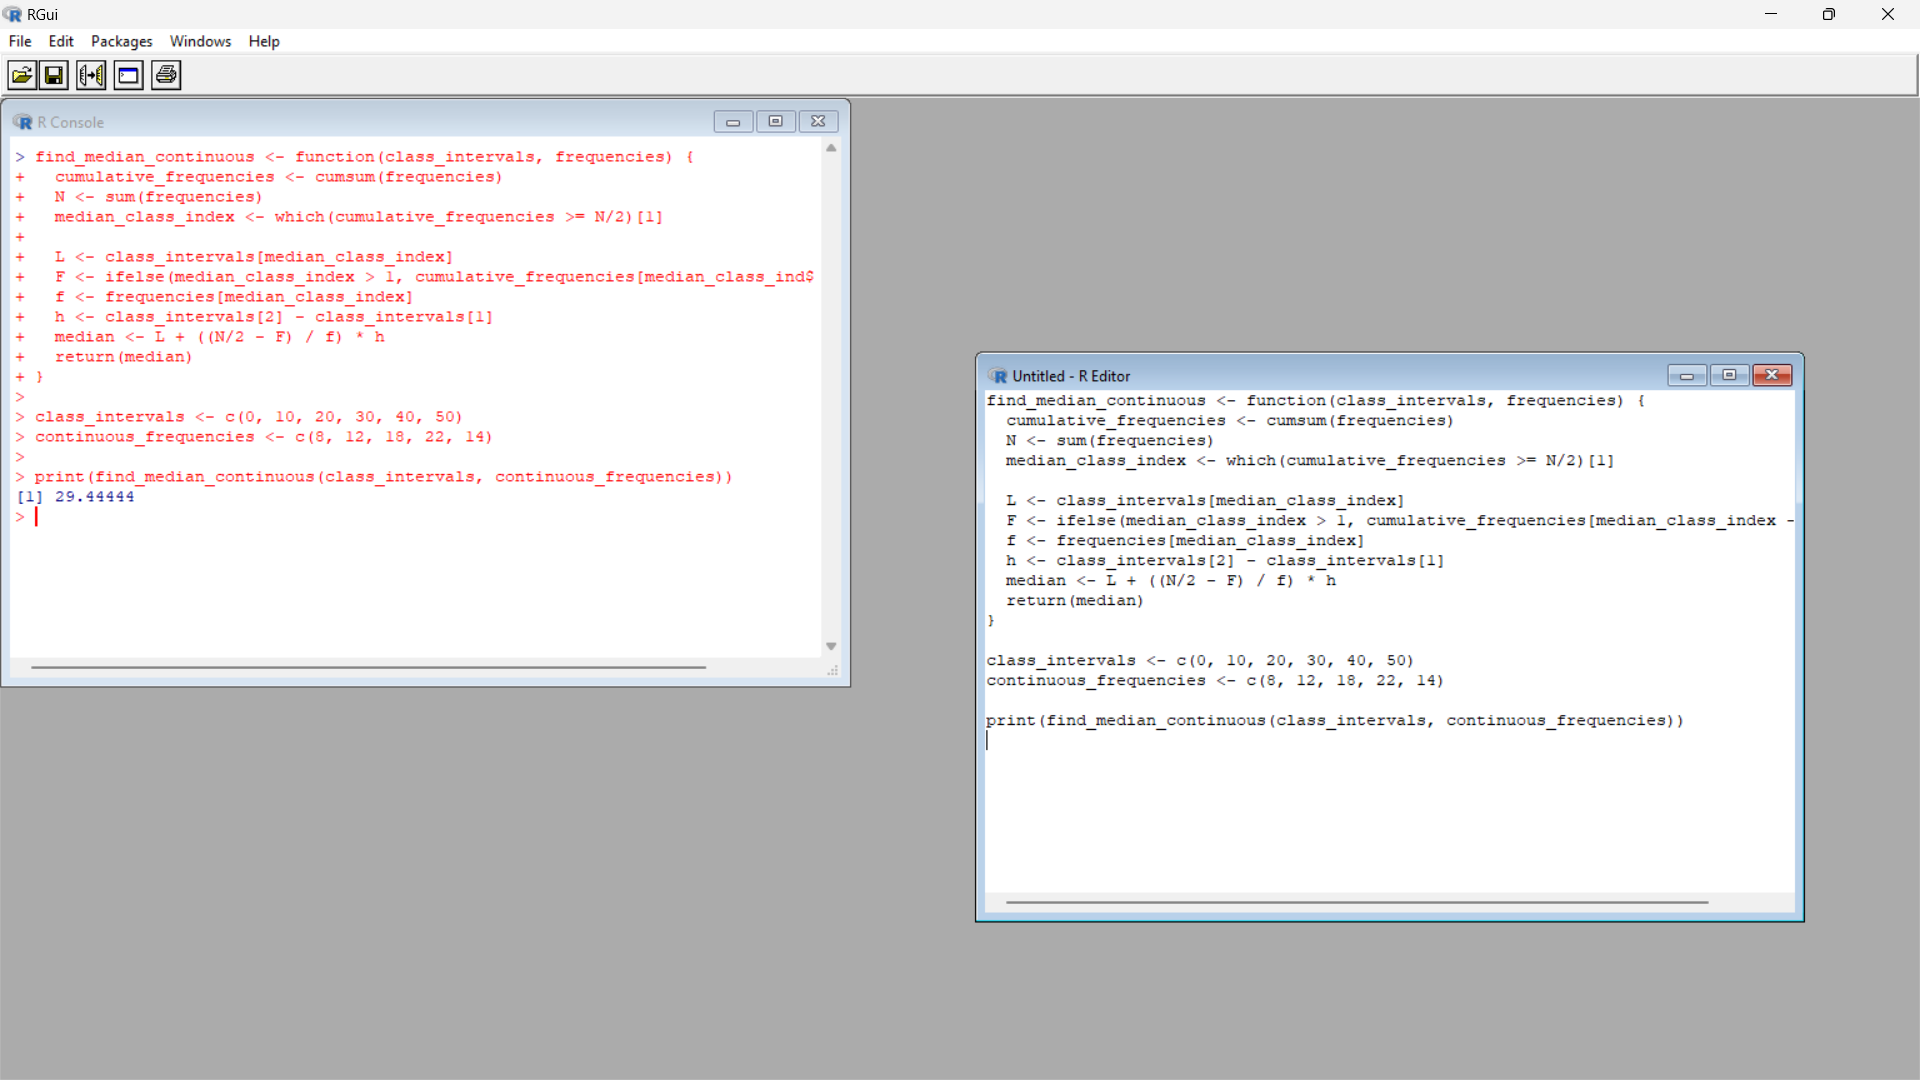 RGui
File Edit Packages Windows Help
R Console
> find_median_continuous <- function(class_intervals, frequencies) {
+   cumulative_frequencies <- cumsum(frequencies)
+   N <- sum(frequencies)
+   median_class_index <- which(cumulative_frequencies >= N/2)[1]
+
+   L <- class_intervals[median_class_index]
+   F <- ifelse(median_class_index > 1, cumulative_frequencies[median_class_ind$
+   f <- frequencies[median_class_index]
+   h <- class_intervals[2] - class_intervals[1]
+   median <- L + ((N/2 - F) / f) * h
+   return(median)
+ }
>
> class_intervals <- c(0, 10, 20, 30, 40, 50)
> continuous_frequencies <- c(8, 12, 18, 22, 14)
>
> print(find_median_continuous(class_intervals, continuous_frequencies))
[1] 29.44444
>
Untitled - R Editor
find_median_continuous <- function(class_intervals, frequencies) {
  cumulative_frequencies <- cumsum(frequencies)
  N <- sum(frequencies)
  median_class_index <- which(cumulative_frequencies >= N/2)[1]
  L <- class_intervals[median_class_index]
  F <- ifelse(median_class_index > 1, cumulative_frequencies[median_class_index -
  f <- frequencies[median_class_index]
  h <- class_intervals[2] - class_intervals[1]
  median <- L + ((N/2 - F) / f) * h
  return(median)
}
class_intervals <- c(0, 10, 20, 30, 40, 50)
continuous_frequencies <- c(8, 12, 18, 22, 14)
print(find_median_continuous(class_intervals, continuous_frequencies))